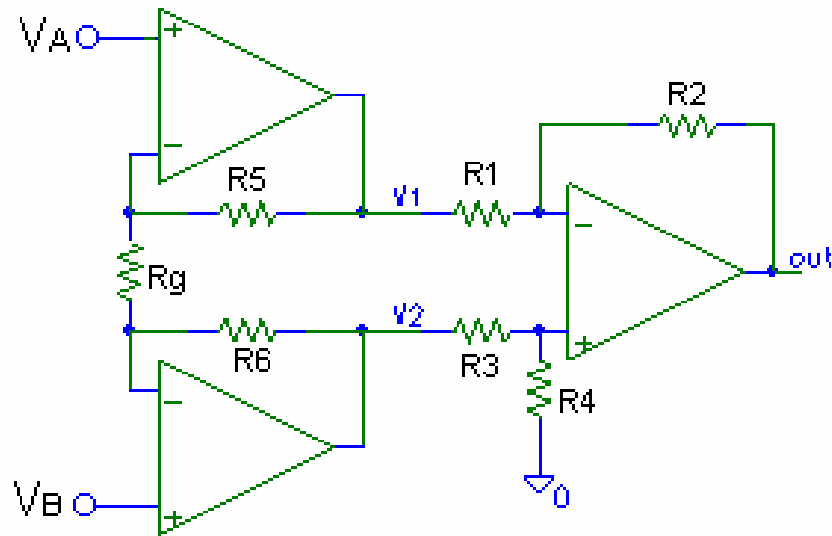 VA
+
−
R5
V1
R1
R2
−
out
Rg
R6
V2
R3
+
R4
−
VB
+
0